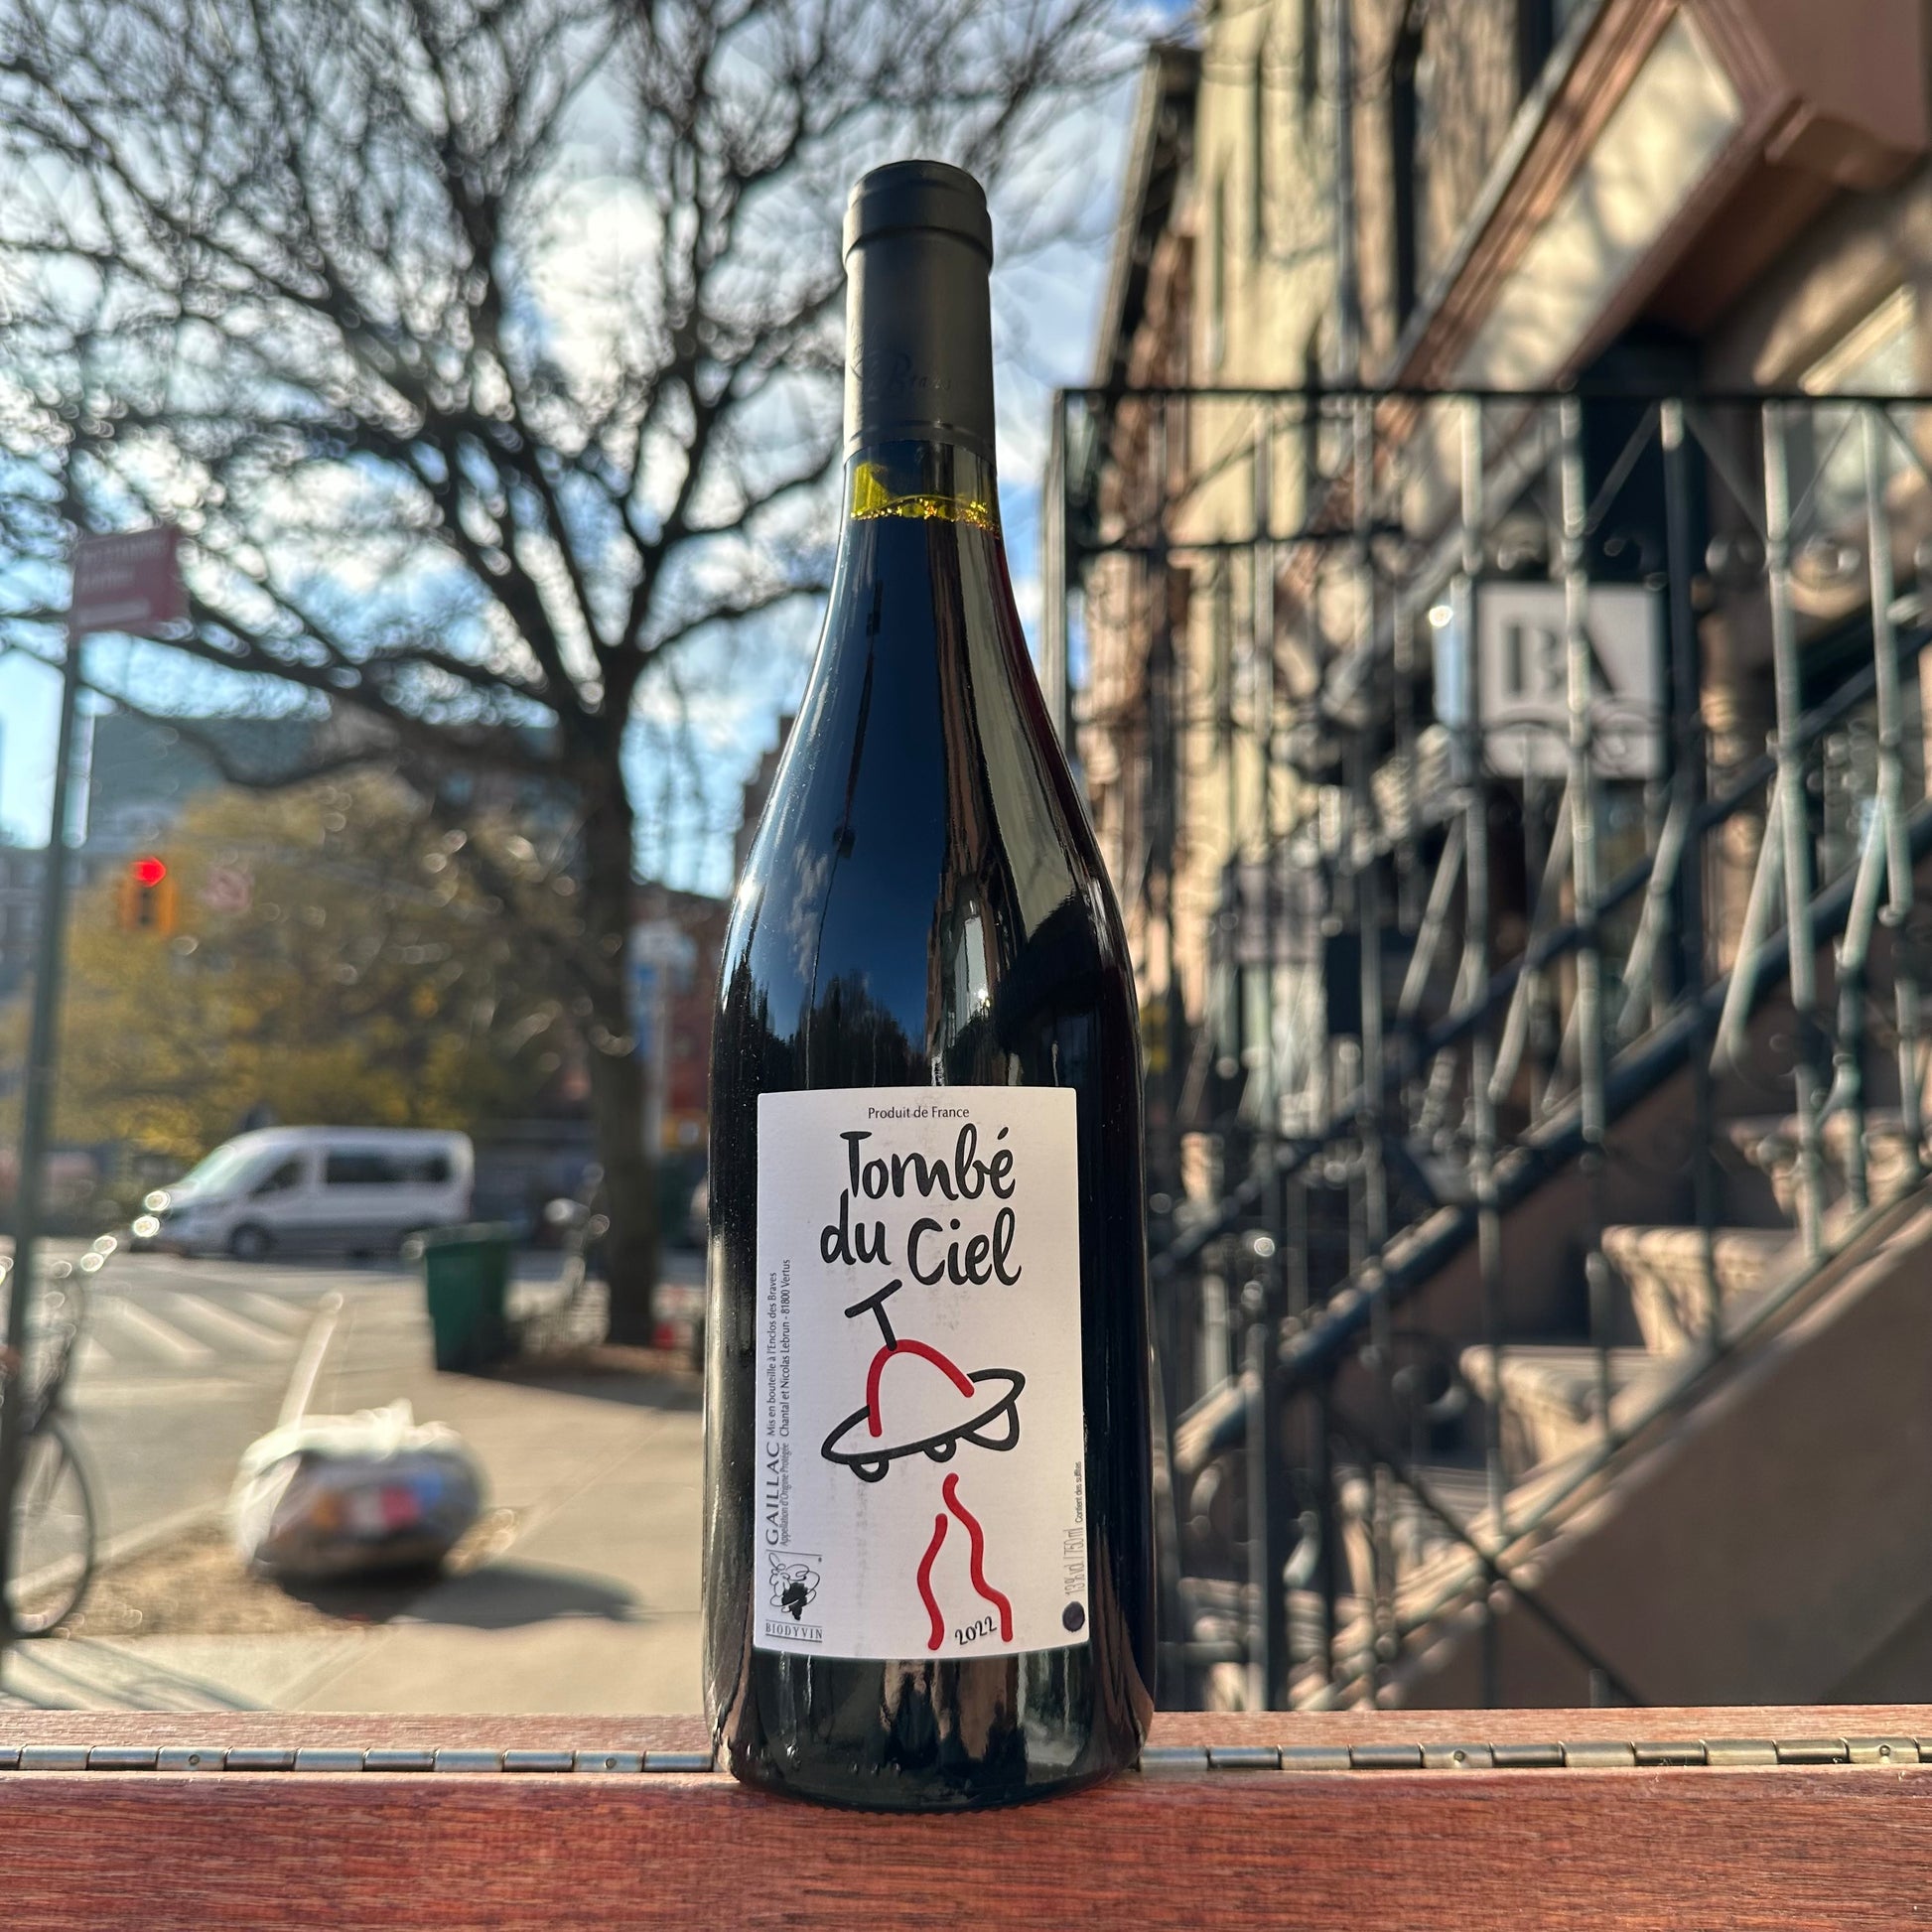 Produit de France
Tombé
du Ciel
GAILLAC Mis en bouteille à l'Enclos des Braves
Appellation d'Origine Protégée Chantal et Nicolas Lebrun - 81800 Vertus
BIODYVIN
2022
13 % vol. / 750 ml Contient des sulfites